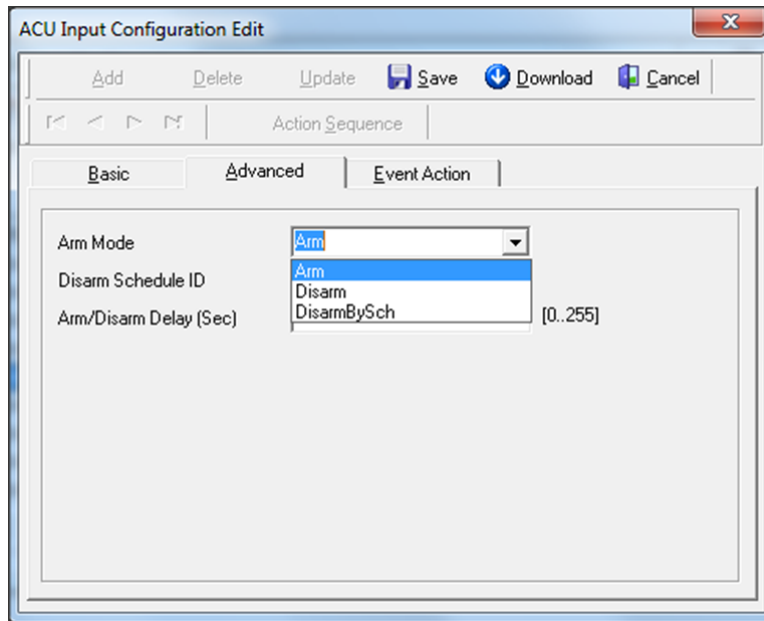 ACU Input Configuration Edit
Add Delete Update Save Download Cancel
Action Sequence
Basic Advanced Event Action
Arm Mode Arm
Arm
Disarm Schedule ID
Disarm
DisarmBySch
Arm/Disarm Delay (Sec) [0..255]